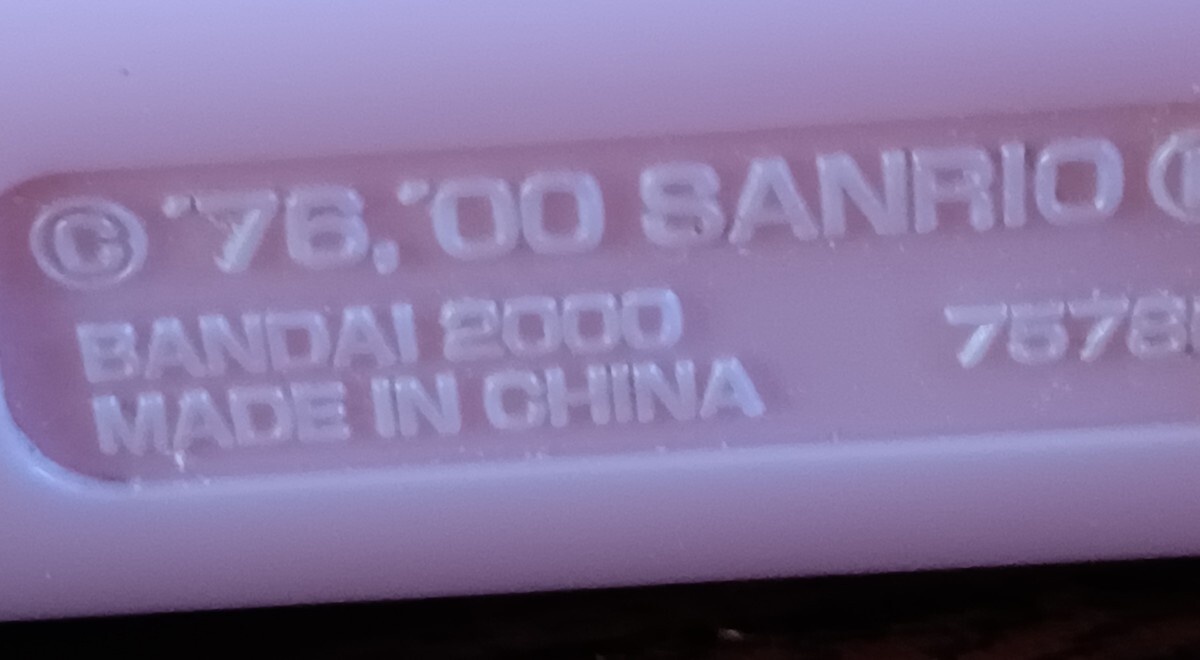 © '76,'00 SANRIO ®
BANDAI 2000 7578
MADE IN CHINA